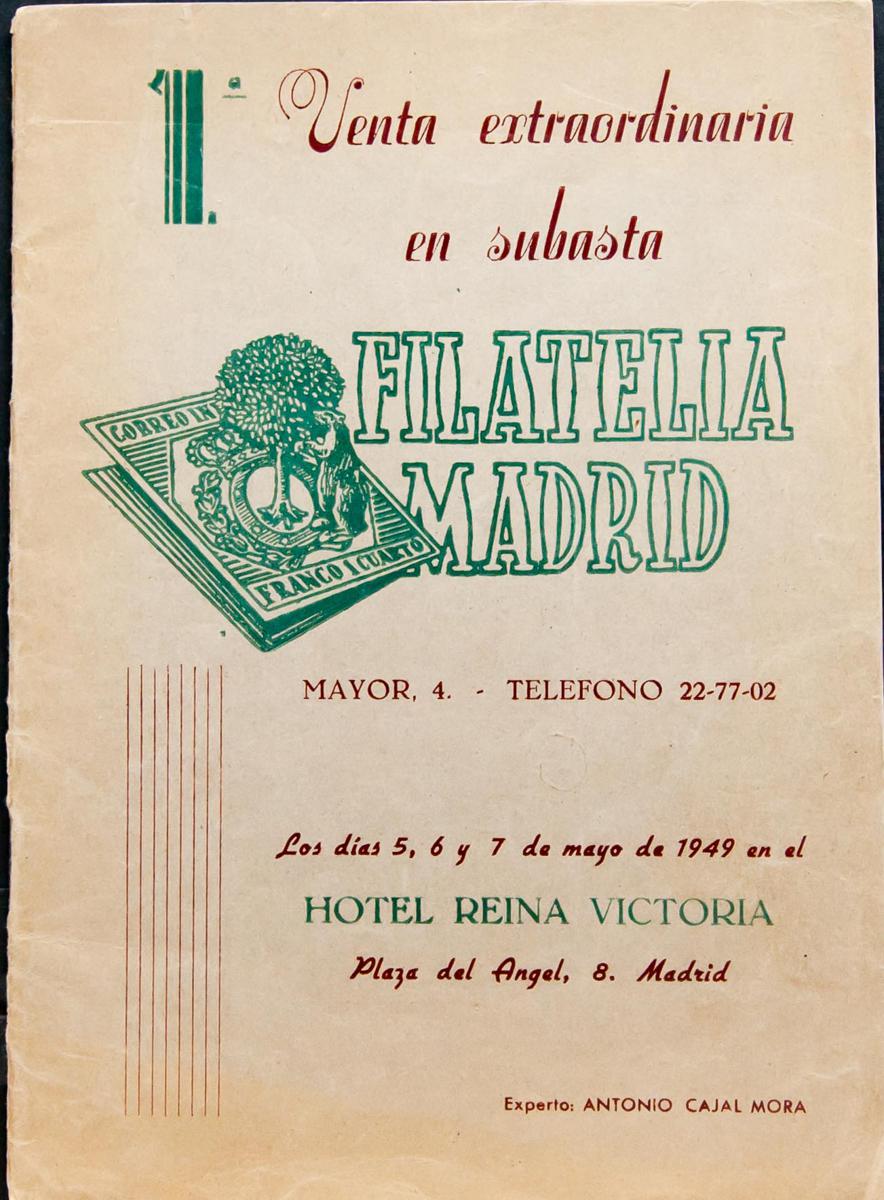 1.ª Venta extraordinaria
en subasta
FILATELIA
MADRID
CORREO IN
FRANCO 1 CUARTO
MAYOR, 4. - TELEFONO 22-77-02
Los días 5, 6 y 7 de mayo de 1949 en el
HOTEL REINA VICTORIA
Plaza del Angel, 8. Madrid
Experto: ANTONIO CAJAL MORA